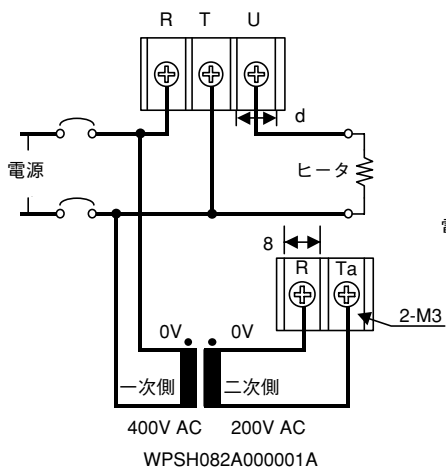 R T U
d
電源
ヒータ
電
8
R Ta
2-M3
0V 0V
一次側 二次側
400V AC 200V AC
WPSH082A000001A